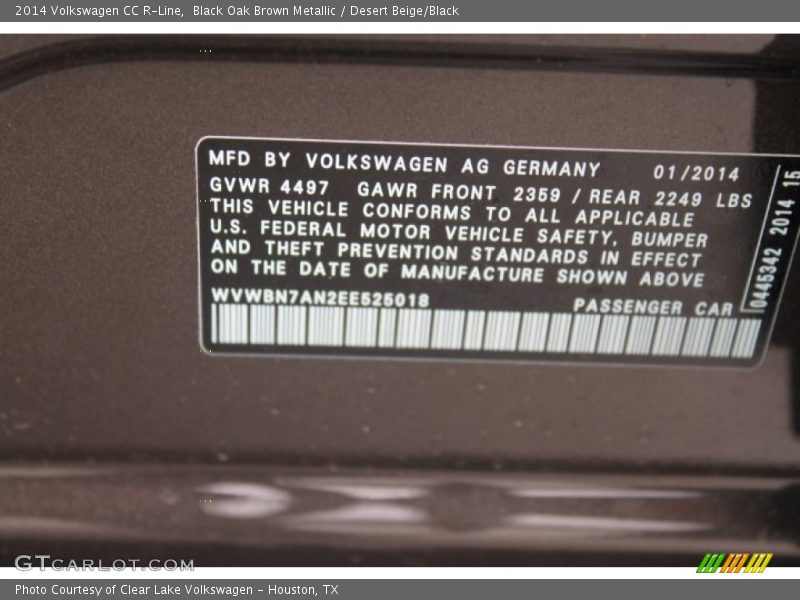 2014 Volkswagen CC R-Line,  Black Oak Brown Metallic / Desert Beige/Black
MFD BY VOLKSWAGEN AG GERMANY 01/2014
GVWR 4497 GAWR FRONT 2359 / REAR 2249 LBS
THIS VEHICLE CONFORMS TO ALL APPLICABLE
U.S. FEDERAL MOTOR VEHICLE SAFETY, BUMPER
AND THEFT PREVENTION STANDARDS IN EFFECT
ON THE DATE OF MANUFACTURE SHOWN ABOVE
WVWBN7AN2EE525018 PASSENGER CAR
0445342 2014 15
GTCARLOT.COM
Photo Courtesy of Clear Lake Volkswagen - Houston, TX